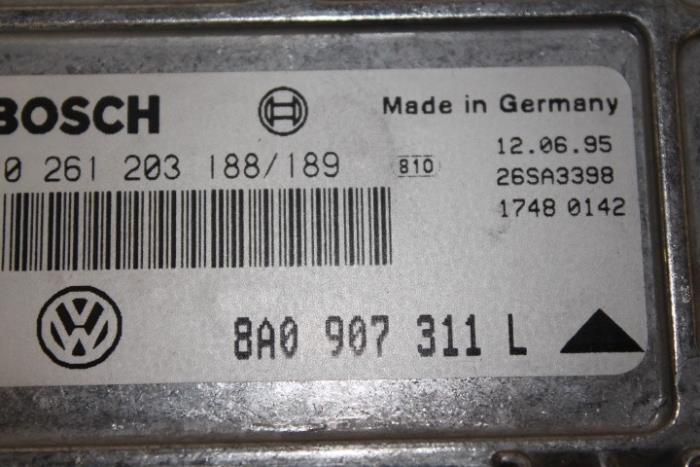 BOSCH
Made in Germany
0 261 203 188/189
810
12.06.95
26SA3398
1748 0142
VW
8A0 907 311 L